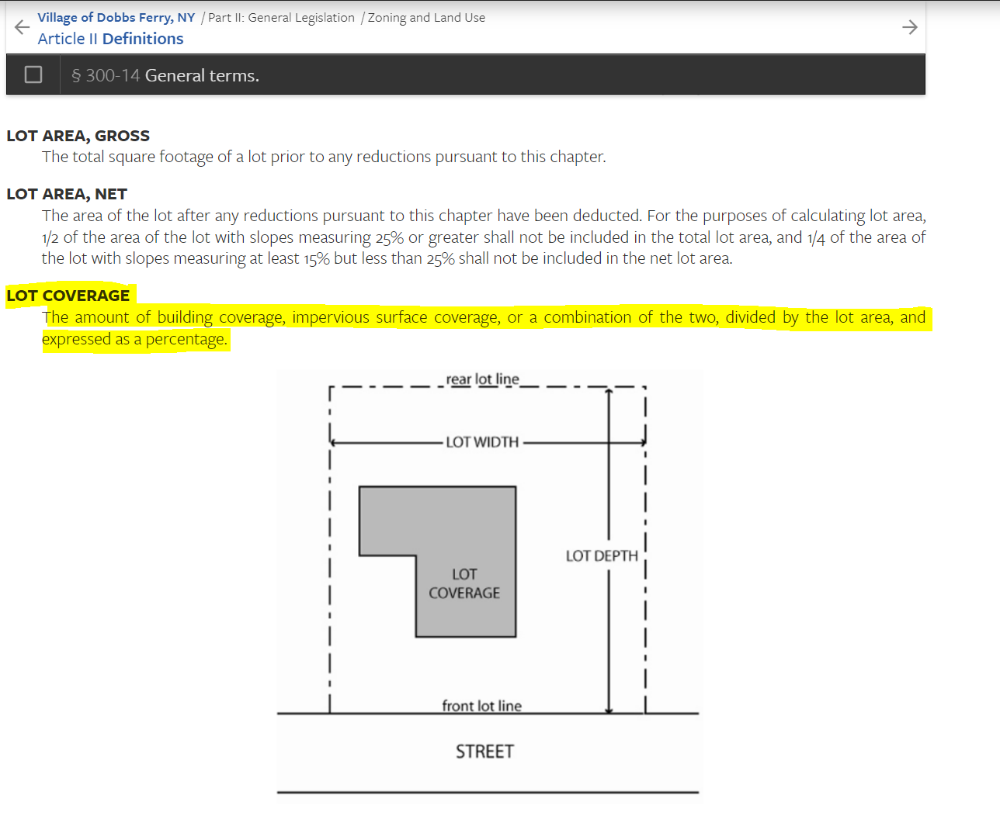 Village of Dobbs Ferry, NY / Part II: General Legislation / Zoning and Land Use
Article II Definitions
§ 300-14 General terms.
LOT AREA, GROSS
The total square footage of a lot prior to any reductions pursuant to this chapter.
LOT AREA, NET
The area of the lot after any reductions pursuant to this chapter have been deducted. For the purposes of calculating lot area,
1/2 of the area of the lot with slopes measuring 25% or greater shall not be included in the total lot area, and 1/4 of the area of
the lot with slopes measuring at least 15% but less than 25% shall not be included in the net lot area.
LOT COVERAGE
The amount of building coverage, impervious surface coverage, or a combination of the two, divided by the lot area, and
expressed as a percentage.
rear lot line
LOT WIDTH
LOT DEPTH
LOT
COVERAGE
front lot line
STREET